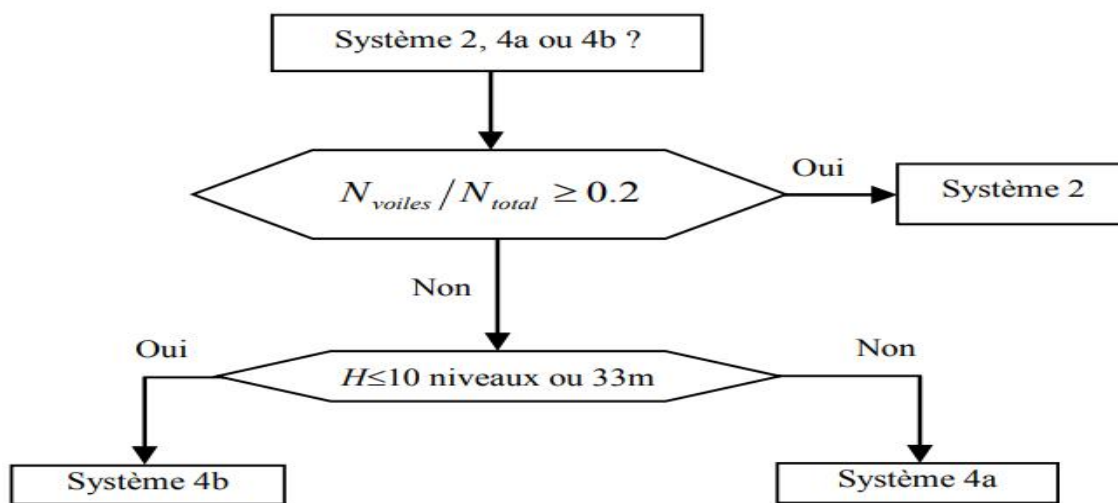 Système 2, 4a ou 4b ?
N_voiles / N_total ≥ 0.2
Oui
Système 2
Non
Oui
Non
H≤10 niveaux ou 33m
Système 4b
Système 4a